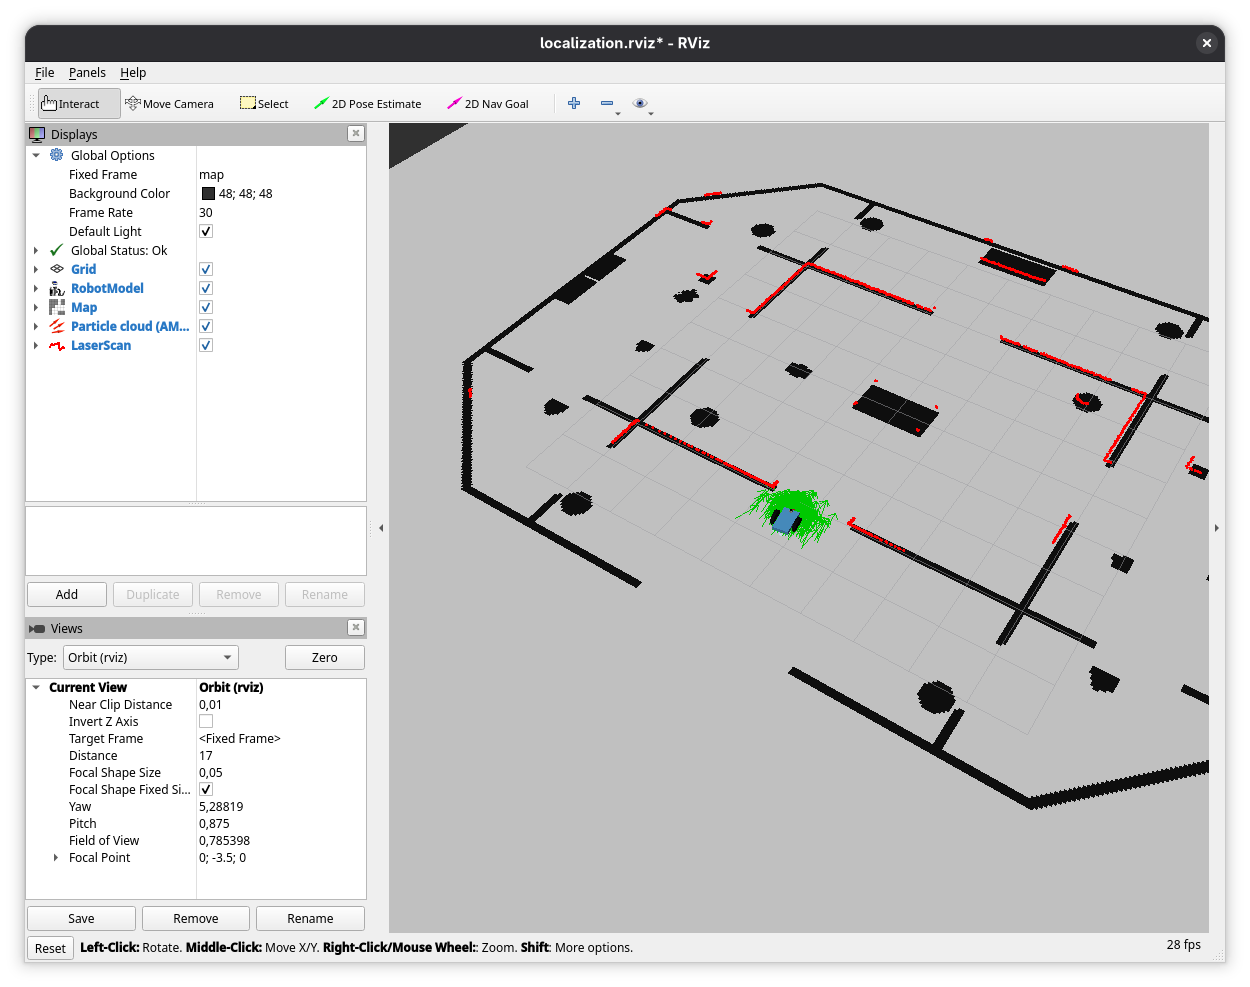 localization.rviz* - RViz
File Panels Help
Interact Move Camera Select 2D Pose Estimate 2D Nav Goal
Displays
Global Options
Fixed Frame map
Background Color 48; 48; 48
Frame Rate 30
Default Light
Global Status: Ok
Grid
RobotModel
Map
Particle cloud (AM...
LaserScan
Add Duplicate Remove Rename
Views
Type: Orbit (rviz) Zero
Current View Orbit (rviz)
Near Clip Distance 0,01
Invert Z Axis
Target Frame <Fixed Frame>
Distance 17
Focal Shape Size 0,05
Focal Shape Fixed Si...
Yaw 5,28819
Pitch 0,875
Field of View 0,785398
Focal Point 0; -3.5; 0
Save Remove Rename
Reset Left-Click: Rotate. Middle-Click: Move X/Y. Right-Click/Mouse Wheel:: Zoom. Shift: More options. 28 fps